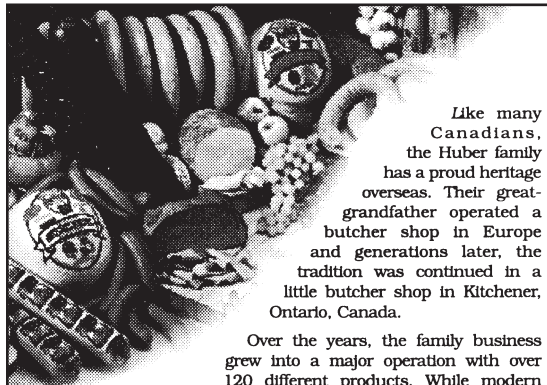 Like many
Canadians,
the Huber family
has a proud heritage
overseas. Their great-
grandfather operated a
butcher shop in Europe
and generations later, the
tradition was continued in a
little butcher shop in Kitchener,
Ontario, Canada.
Over the years, the family business
grew into a major operation with over
120 different products. While modern